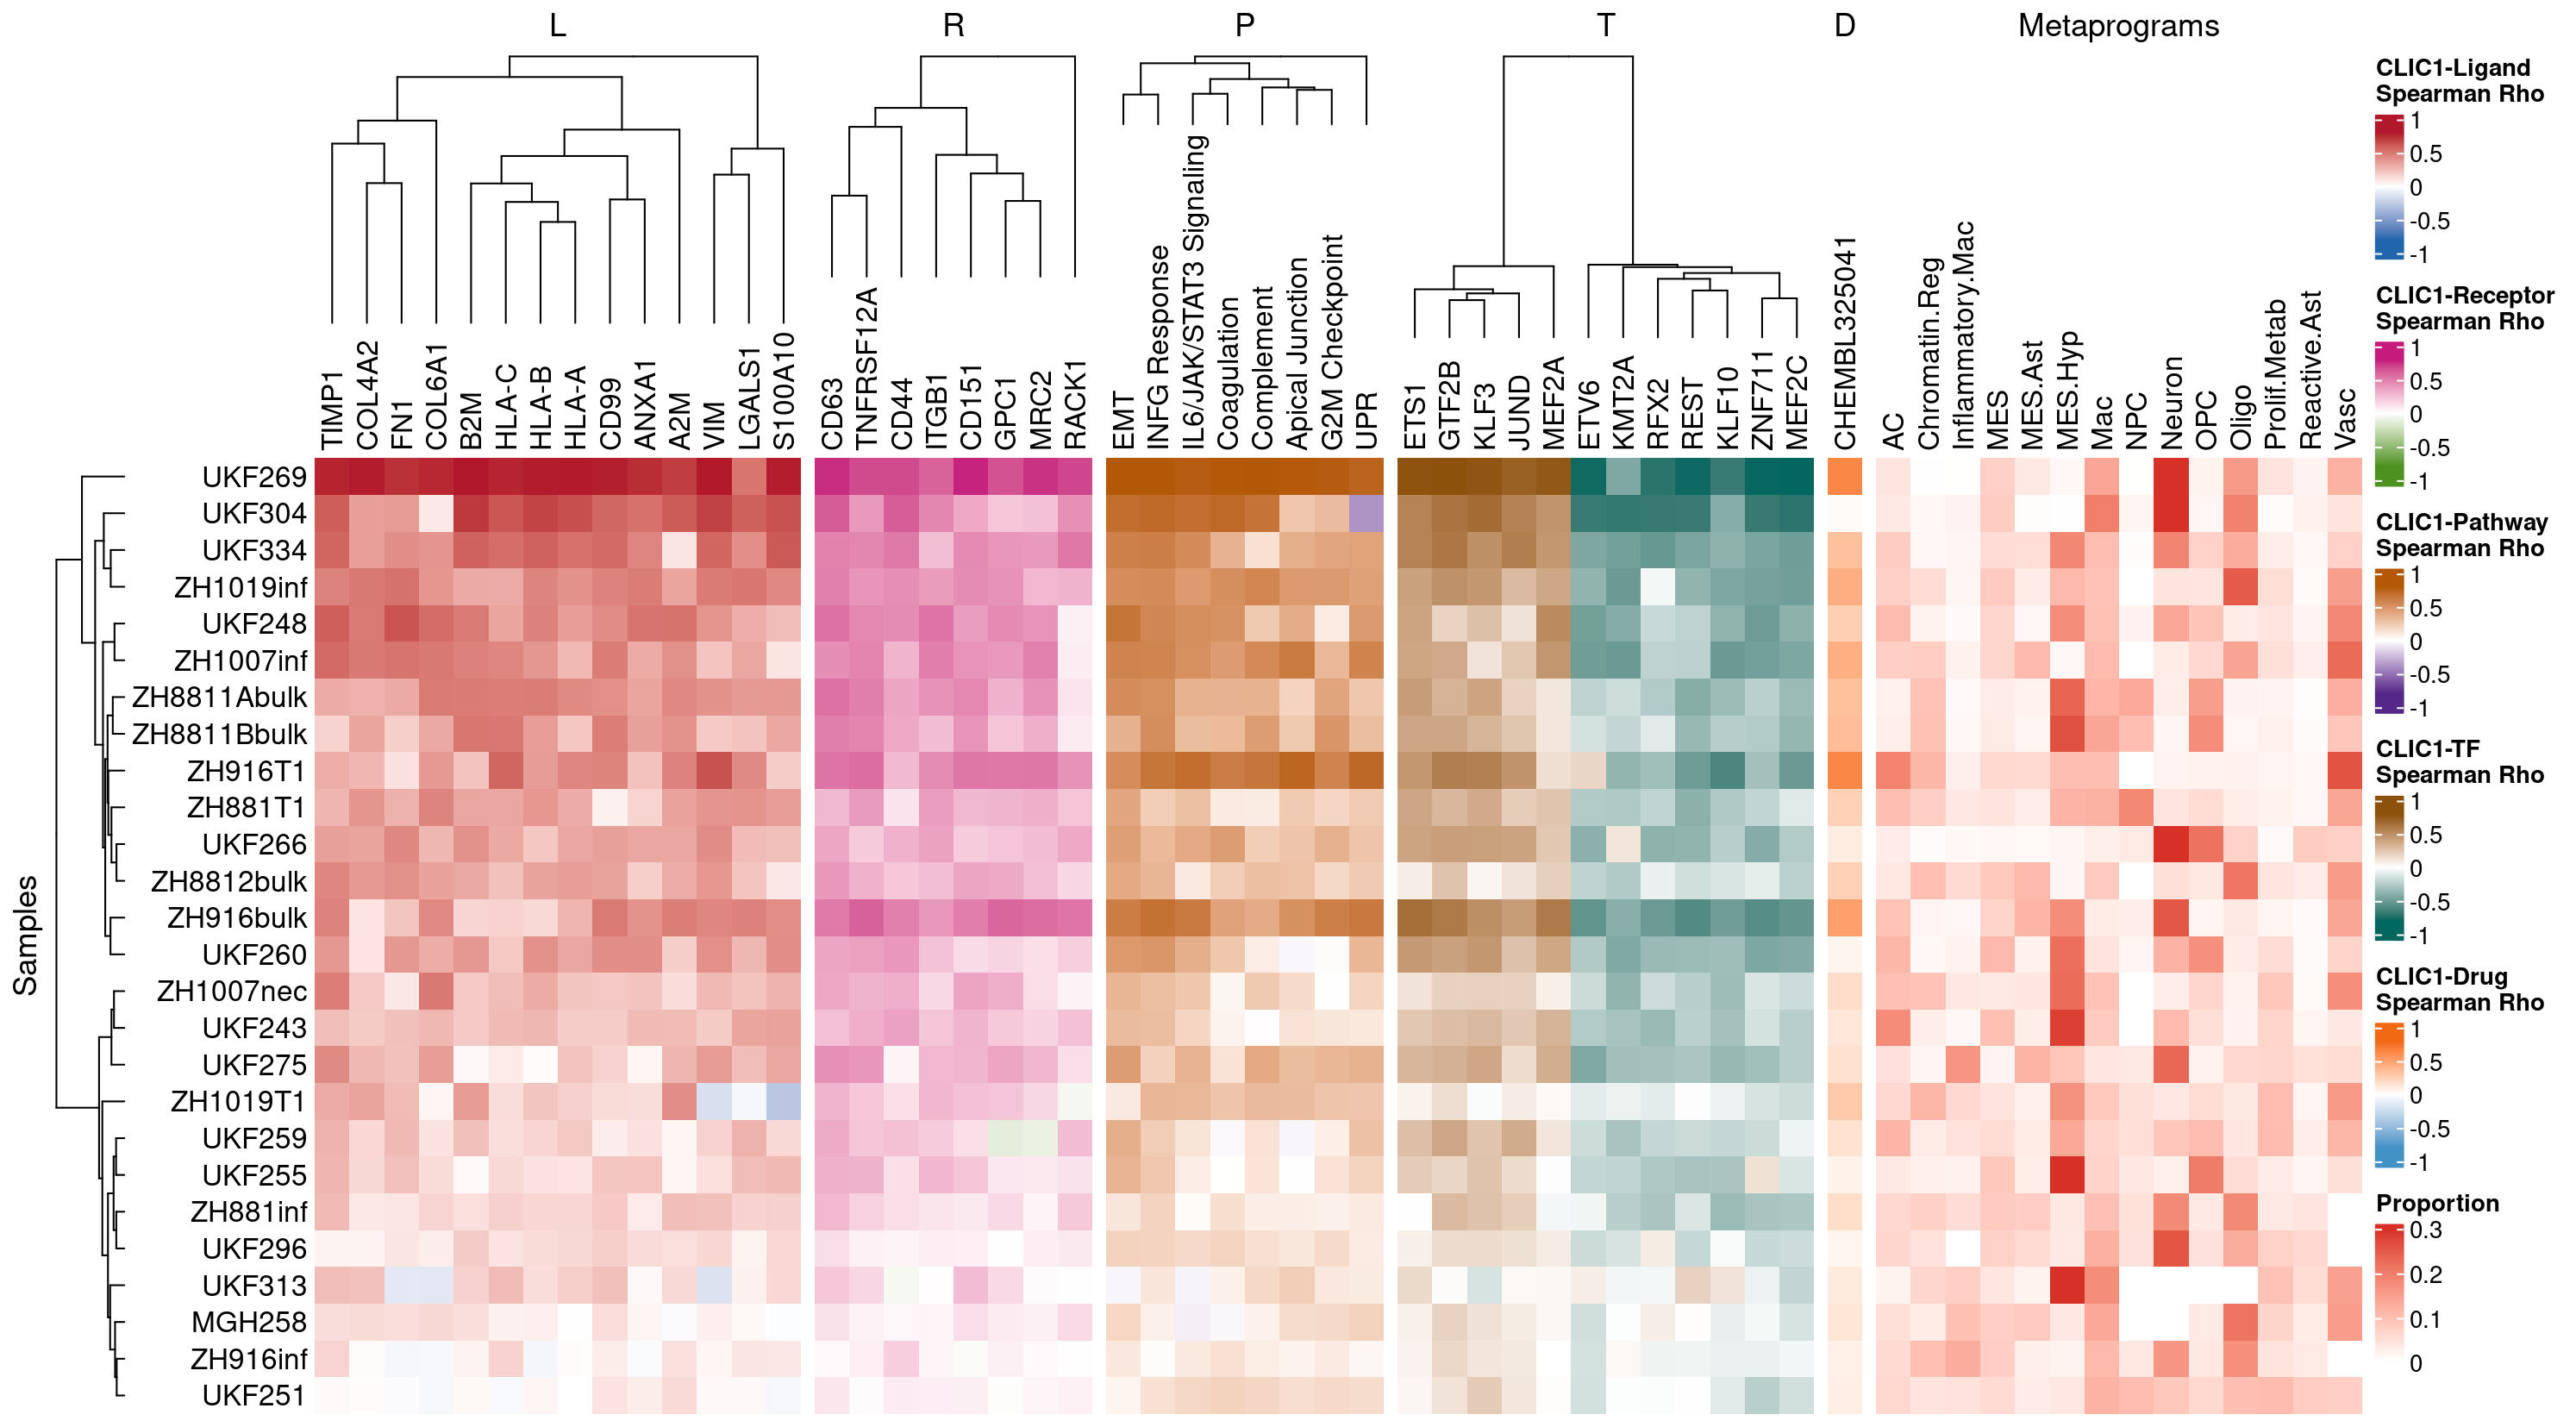 L R P T D Metaprograms
TIMP1
COL4A2
FN1
COL6A1
B2M
HLA-C
HLA-B
HLA-A
CD99
ANXA1
A2M
VIM
LGALS1
S100A10
CD63
TNFRSF12A
CD44
ITGB1
CD151
GPC1
MRC2
RACK1
EMT
INFG Response
IL6/JAK/STAT3 Signaling
Coagulation
Complement
Apical Junction
G2M Checkpoint
UPR
ETS1
GTF2B
KLF3
JUND
MEF2A
ETV6
KMT2A
RFX2
REST
KLF10
ZNF711
MEF2C
CHEMBL325041
AC
Chromatin.Reg
Inflammatory.Mac
MES
MES.Ast
MES.Hyp
Mac
NPC
Neuron
OPC
Oligo
Prolif.Metab
Reactive.Ast
Vasc
Samples
UKF269
UKF304
UKF334
ZH1019inf
UKF248
ZH1007inf
ZH8811Abulk
ZH8811Bbulk
ZH916T1
ZH881T1
UKF266
ZH8812bulk
ZH916bulk
UKF260
ZH1007nec
UKF243
UKF275
ZH1019T1
UKF259
UKF255
ZH881inf
UKF296
UKF313
MGH258
ZH916inf
UKF251
CLIC1-Ligand
Spearman Rho
1
0.5
0
-0.5
-1
CLIC1-Receptor
Spearman Rho
1
0.5
0
-0.5
-1
CLIC1-Pathway
Spearman Rho
1
0.5
0
-0.5
-1
CLIC1-TF
Spearman Rho
1
0.5
0
-0.5
-1
CLIC1-Drug
Spearman Rho
1
0.5
0
-0.5
-1
Proportion
0.3
0.2
0.1
0